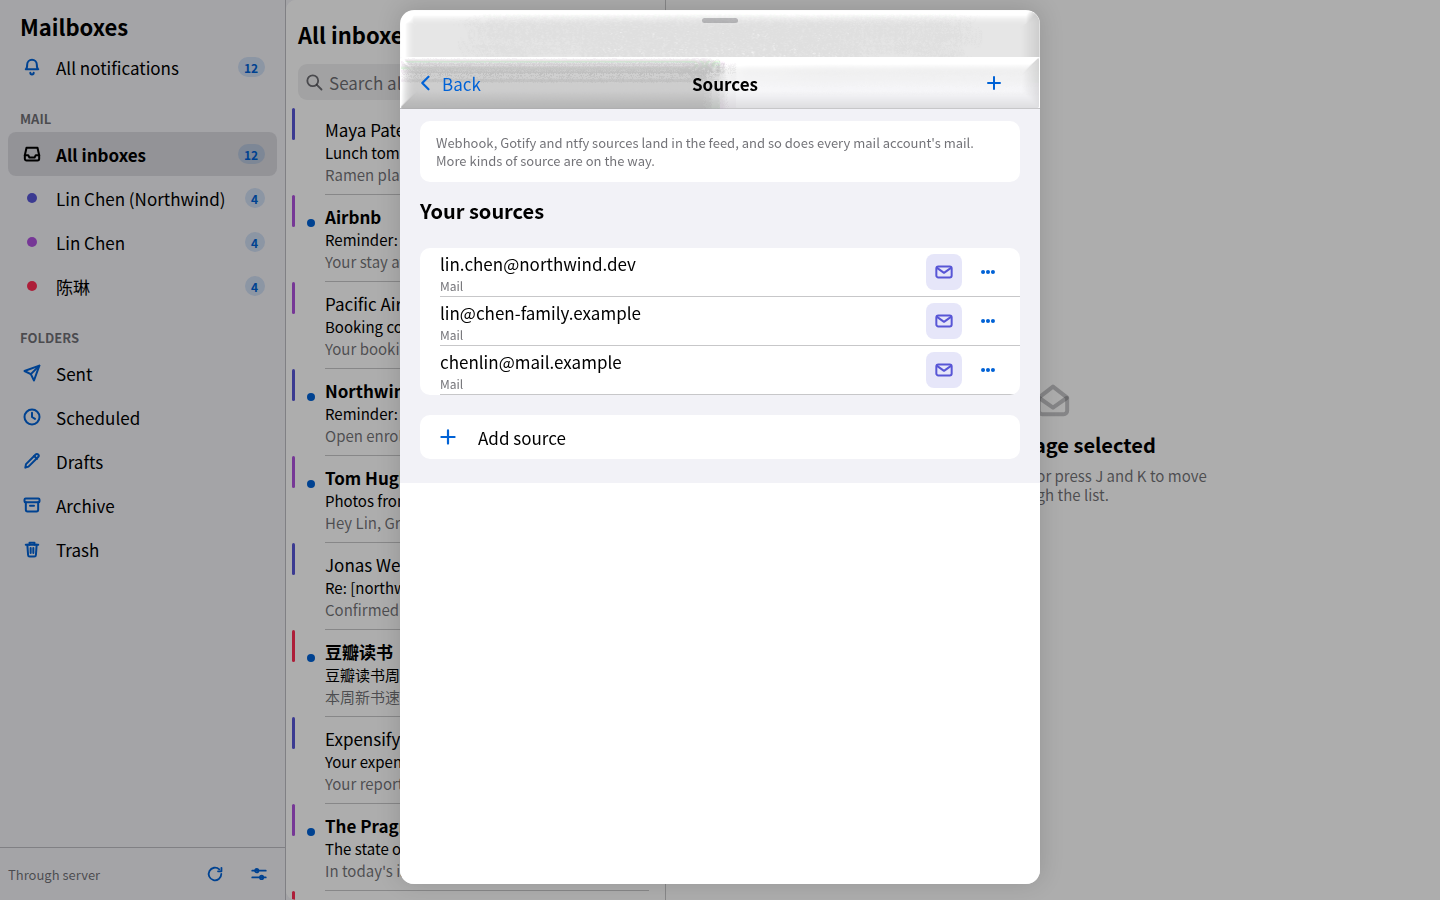 Mailboxes
All notifications 12
MAIL
All inboxes 12
Lin Chen (Northwind) 4
Lin Chen 4
陈琳 4
FOLDERS
Sent
Scheduled
Drafts
Archive
Trash
Through server
All inboxe
Search al
Maya Pate
Lunch tom
Ramen pla
Airbnb
Reminder:
Your stay a
Pacific Air
Booking co
Your booki
Northwin
Reminder:
Open enro
Tom Hug
Photos from
Hey Lin, Gr
Jonas We
Re: [northw
Confirmed
豆瓣读书
豆瓣读书周
本周新书速
Expensify
Your expen
Your report
The Prag
The state o
In today's i
Back
Sources
Webhook, Gotify and ntfy sources land in the feed, and so does every mail account's mail.
More kinds of source are on the way.
Your sources
lin.chen@northwind.dev
Mail
lin@chen-family.example
Mail
chenlin@mail.example
Mail
Add source
age selected
or press J and K to move
gh the list.